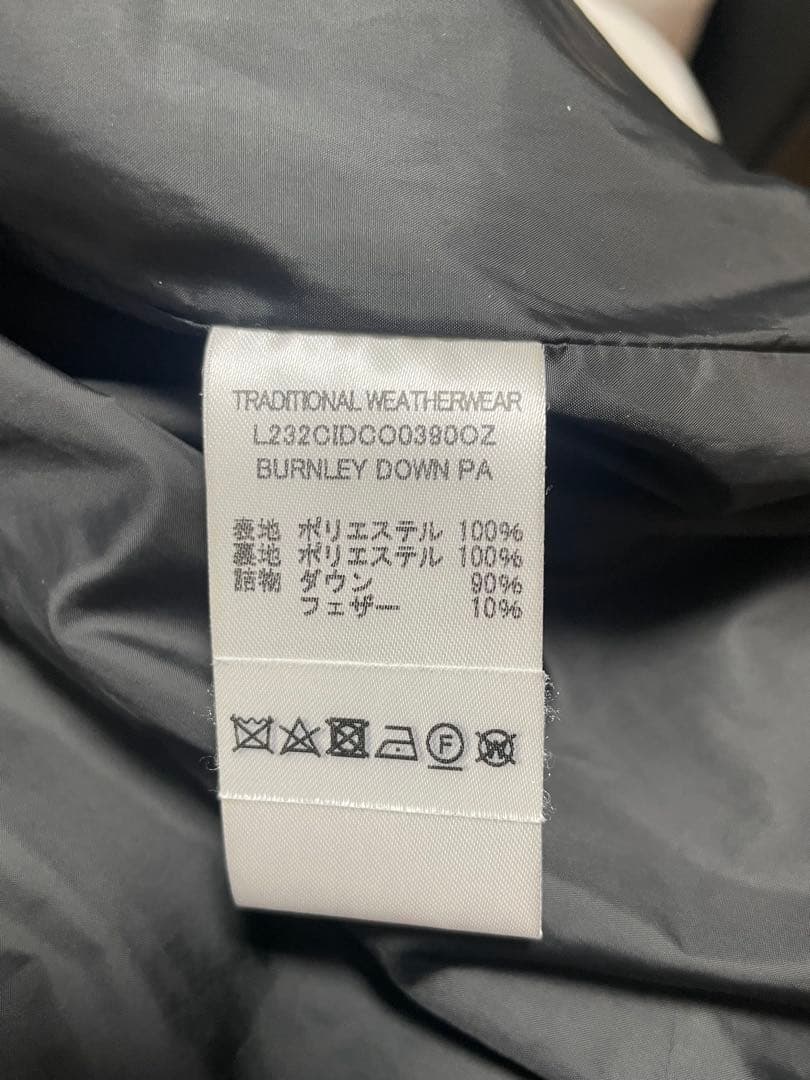 TRADITIONAL WEATHERWEAR
L232CIDCO0390OZ
BURNLEY DOWN PA
表地 ポリエステル 100%
裏地 ポリエステル 100%
詰物 ダウン 90%
フェザー 10%
F
W